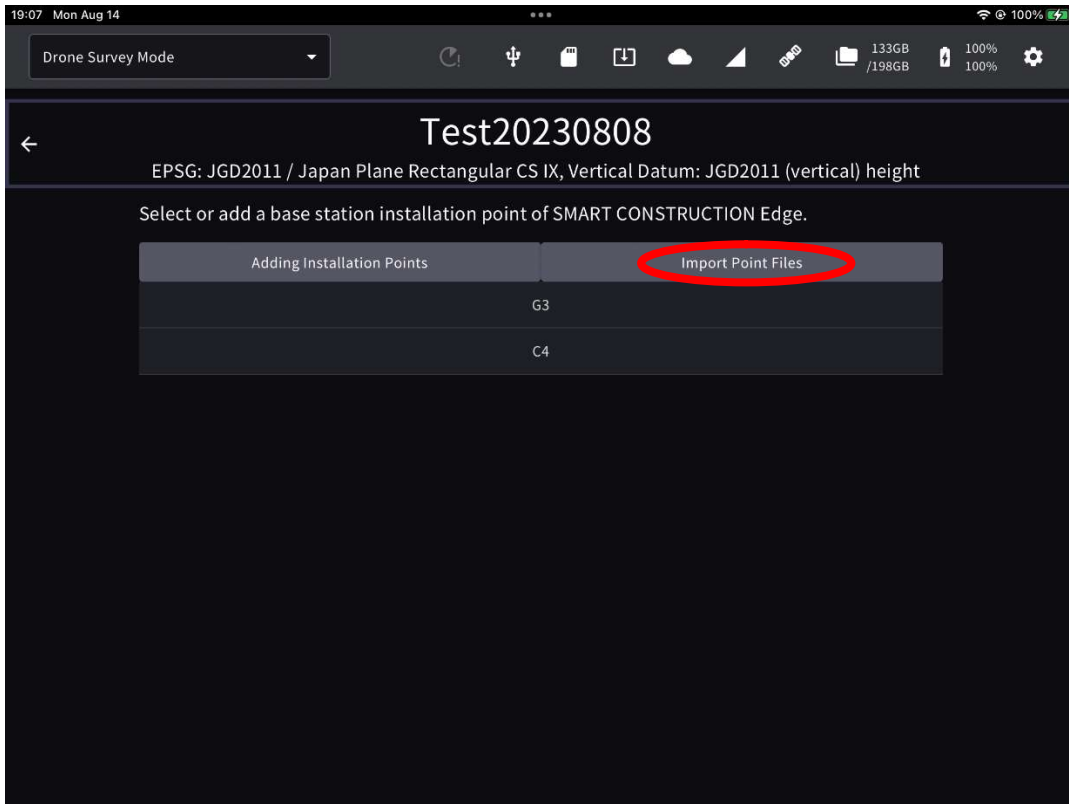 19:07 Mon Aug 14
100%
Drone Survey Mode
133GB
/198GB
100%
100%
Test20230808
EPSG: JGD2011 / Japan Plane Rectangular CS IX, Vertical Datum: JGD2011 (vertical) height
Select or add a base station installation point of SMART CONSTRUCTION Edge.
Adding Installation Points
Import Point Files
G3
C4